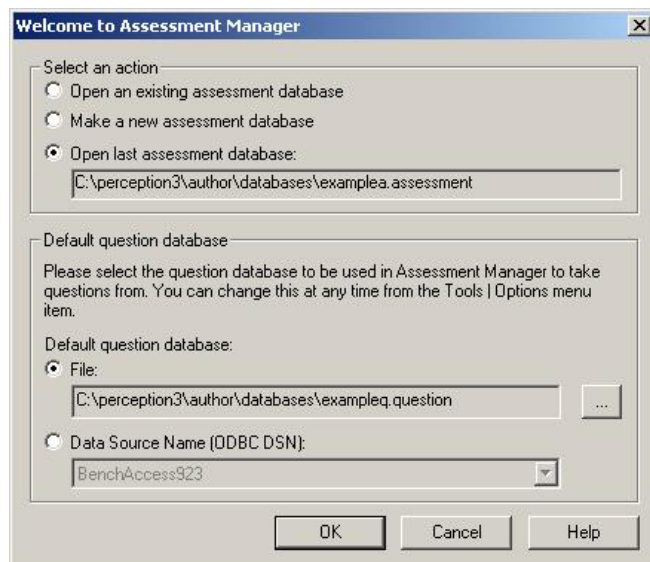 Welcome to Assessment Manager
Select an action
Open an existing assessment database
Make a new assessment database
Open last assessment database:
C:\perception3\author\databases\examplea.assessment
Default question database
Please select the question database to be used in Assessment Manager to take
questions from. You can change this at any time from the Tools | Options menu
item.
Default question database:
File:
C:\perception3\author\databases\exampleq.question
...
Data Source Name (ODBC DSN):
BenchAccess923
OK Cancel Help